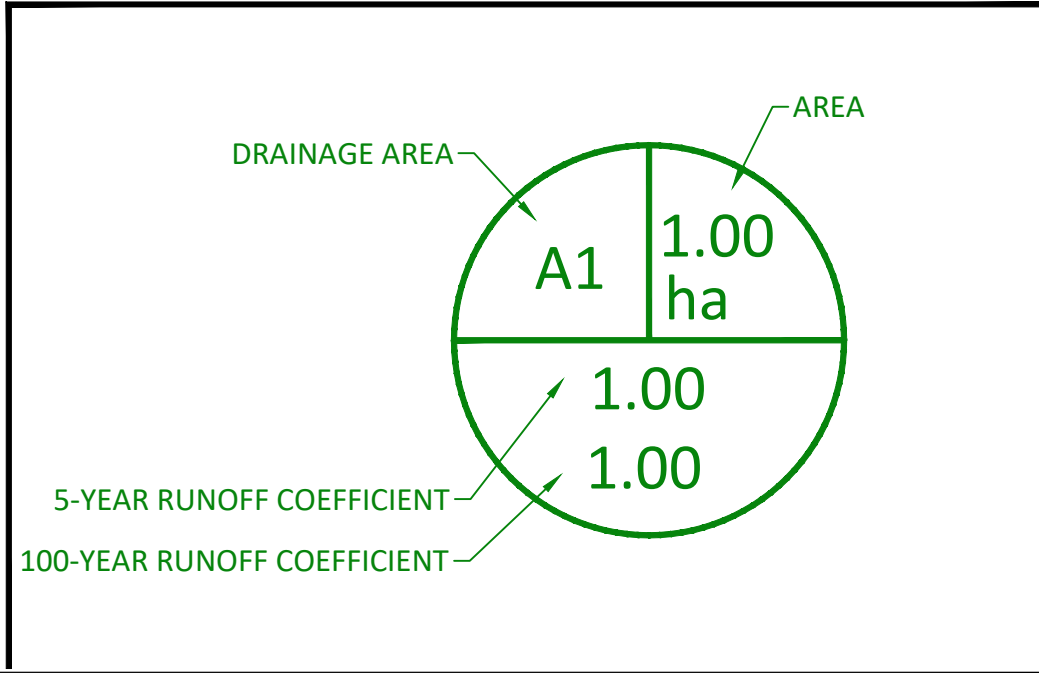 AREA
DRAINAGE AREA
A1
1.00
ha
1.00
1.00
5-YEAR RUNOFF COEFFICIENT
100-YEAR RUNOFF COEFFICIENT